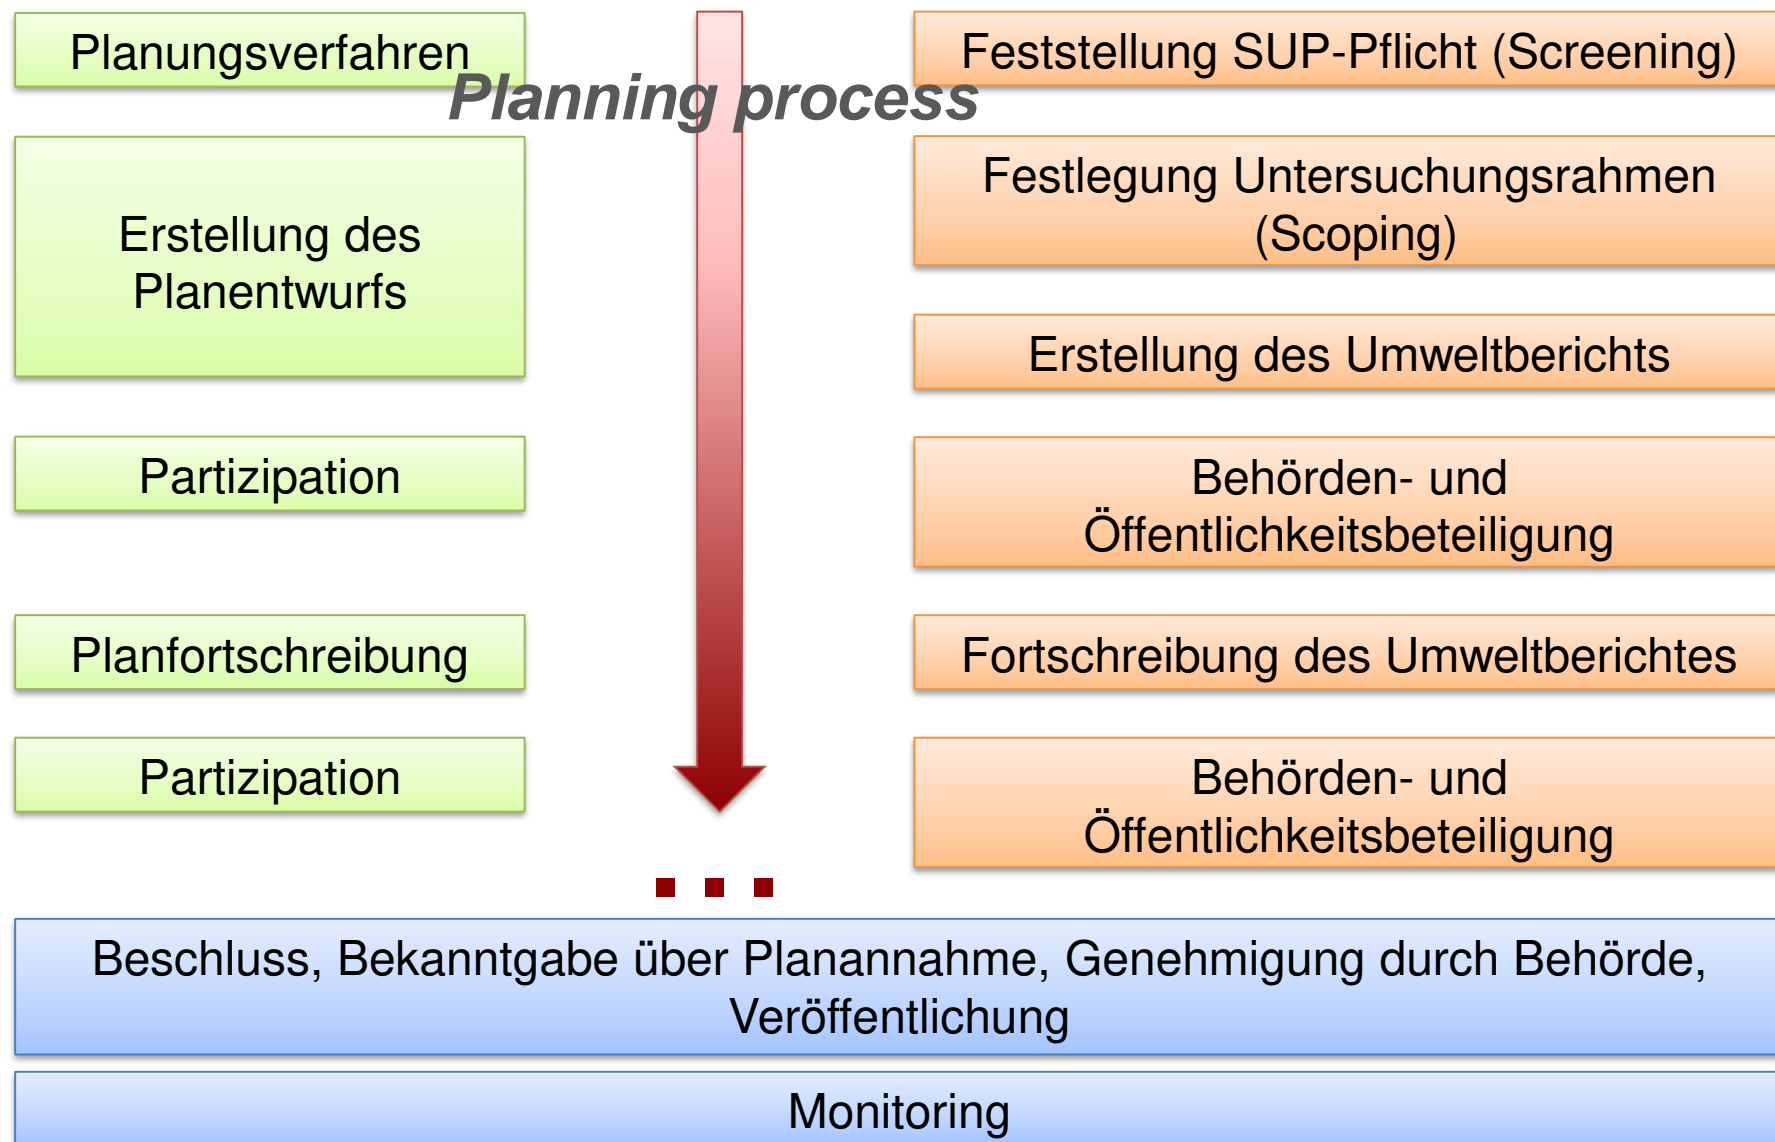 Planungsverfahren
Planning process
Feststellung SUP-Pflicht (Screening)
Erstellung des
Planentwurfs
Festlegung Untersuchungsrahmen
(Scoping)
Erstellung des Umweltberichts
Partizipation
Behörden- und
Öffentlichkeitsbeteiligung
Planfortschreibung
Fortschreibung des Umweltberichtes
Partizipation
Behörden- und
Öffentlichkeitsbeteiligung
...
Beschluss, Bekanntgabe über Planannahme, Genehmigung durch Behörde,
Veröffentlichung
Monitoring